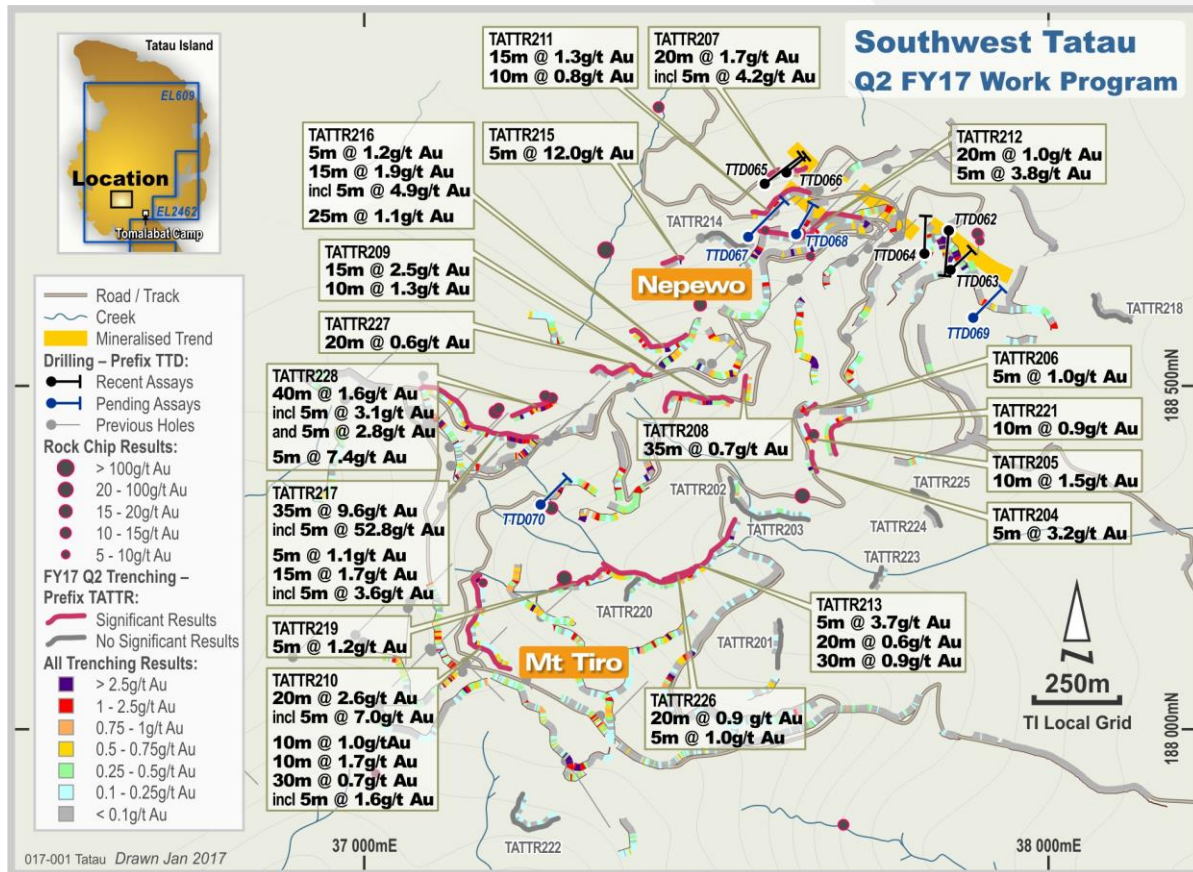 Southwest Tatau
Q2 FY17 Work Program
Tatau Island
EL609
Location
EL2462
Tomalabat Camp
Road / Track
Creek
Mineralised Trend
Drilling – Prefix TTD:
Recent Assays
Pending Assays
Previous Holes
Rock Chip Results:
> 100g/t Au
20 - 100g/t Au
15 - 20g/t Au
10 - 15g/t Au
5 - 10g/t Au
FY17 Q2 Trenching –
Prefix TATTR:
Significant Results
No Significant Results
All Trenching Results:
> 2.5g/t Au
1 - 2.5g/t Au
0.75 - 1g/t Au
0.5 - 0.75g/t Au
0.25 - 0.5g/t Au
0.1 - 0.25g/t Au
< 0.1g/t Au
017-001 Tatau Drawn Jan 2017
TATTR211
15m @ 1.3g/t Au
10m @ 0.8g/t Au
TATTR207
20m @ 1.7g/t Au
incl 5m @ 4.2g/t Au
TATTR216
5m @ 1.2g/t Au
15m @ 1.9g/t Au
incl 5m @ 4.9g/t Au
25m @ 1.1g/t Au
TATTR215
5m @ 12.0g/t Au
TATTR212
20m @ 1.0g/t Au
5m @ 3.8g/t Au
TTD065
TTD066
TATTR214
TTD067
TTD068
TTD062
TTD064
TTD063
TTD069
TATTR218
Nepewo
TATTR209
15m @ 2.5g/t Au
10m @ 1.3g/t Au
TATTR227
20m @ 0.6g/t Au
TATTR228
40m @ 1.6g/t Au
incl 5m @ 3.1g/t Au
and 5m @ 2.8g/t Au
5m @ 7.4g/t Au
TATTR206
5m @ 1.0g/t Au
TATTR221
10m @ 0.9g/t Au
TATTR208
35m @ 0.7g/t Au
TATTR205
10m @ 1.5g/t Au
TATTR204
5m @ 3.2g/t Au
TATTR202
TATTR225
TATTR203
TATTR224
TATTR223
TTD070
TATTR217
35m @ 9.6g/t Au
incl 5m @ 52.8g/t Au
5m @ 1.1g/t Au
15m @ 1.7g/t Au
incl 5m @ 3.6g/t Au
TATTR220
TATTR213
5m @ 3.7g/t Au
20m @ 0.6g/t Au
30m @ 0.9g/t Au
TATTR201
TATTR219
5m @ 1.2g/t Au
Mt Tiro
TATTR210
20m @ 2.6g/t Au
incl 5m @ 7.0g/t Au
10m @ 1.0g/tAu
10m @ 1.7g/t Au
30m @ 0.7g/t Au
incl 5m @ 1.6g/t Au
TATTR226
20m @ 0.9 g/t Au
5m @ 1.0g/t Au
TATTR222
N
250m
TI Local Grid
188 500mN
188 000mN
37 000mE
38 000mE